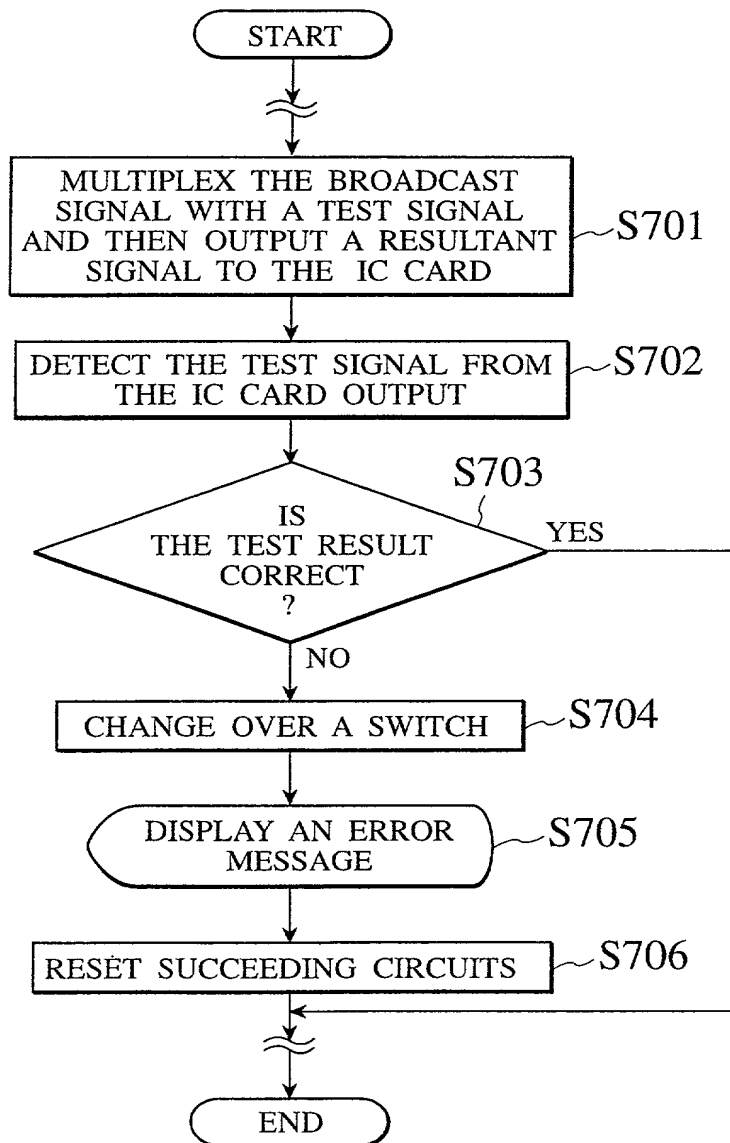 START
MULTIPLEX THE BROADCAST
SIGNAL WITH A TEST SIGNAL
AND THEN OUTPUT A RESULTANT
SIGNAL TO THE IC CARD
S701
DETECT THE TEST SIGNAL FROM
THE IC CARD OUTPUT
S702
S703
IS
THE TEST RESULT
CORRECT
?
YES
NO
CHANGE OVER A SWITCH
S704
DISPLAY AN ERROR
MESSAGE
S705
RESET SUCCEEDING CIRCUITS
S706
END